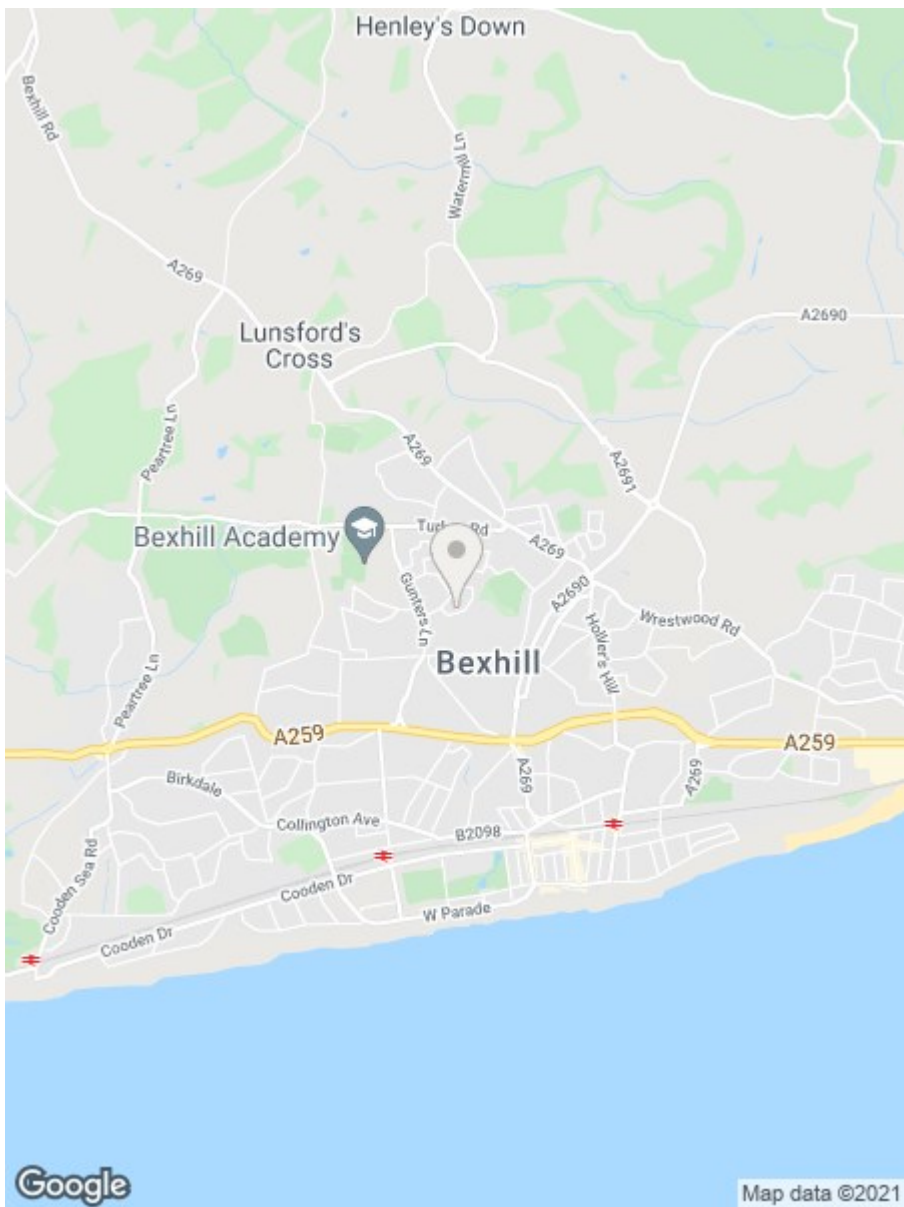 Henley's Down
Bexhill Rd
Watermill Ln
A269
A2690
Lunsford's
Cross
Peartree Ln
A269
A2691
Bexhill Academy
Rd
A269
Gunters Ln
A2690
Hollier's Hill
Wrestwood Rd
Bexhill
Peartree Ln
A259
A259
Birkdale
A269
A269
Collington Ave
B2098
Cooden Sea Rd
Cooden Dr
W Parade
Cooden Dr
Google
Map data ©2021